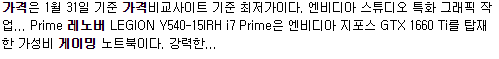 가격은 1월 31일 기준 가격비교사이트 기준 최저가이다. 엔비디아 스튜디오 특화 그래픽 작
업... Prime 레노버 LEGION Y540-15IRH i7 Prime은 엔비디아 지포스 GTX 1660 Ti를 탑재
한 가성비 게이밍 노트북이다. 강력한...